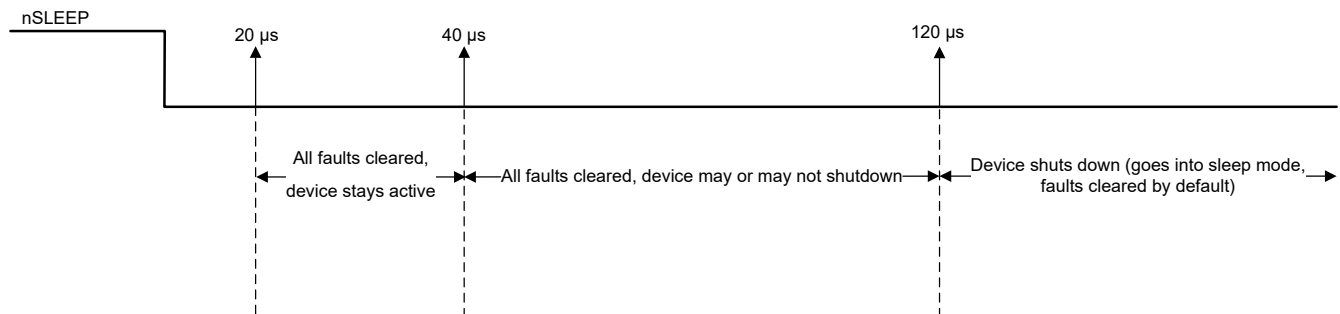 nSLEEP
20 µs
40 µs
120 µs
All faults cleared,
device stays active
All faults cleared, device may or may not shutdown
Device shuts down (goes into sleep mode,
faults cleared by default)